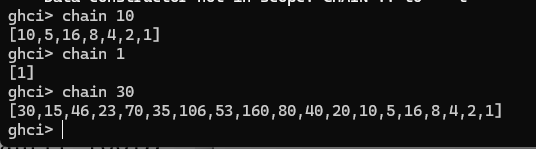 ghci> chain 10
[10,5,16,8,4,2,1]
ghci> chain 1
[1]
ghci> chain 30
[30,15,46,23,70,35,106,53,160,80,40,20,10,5,16,8,4,2,1]
ghci>